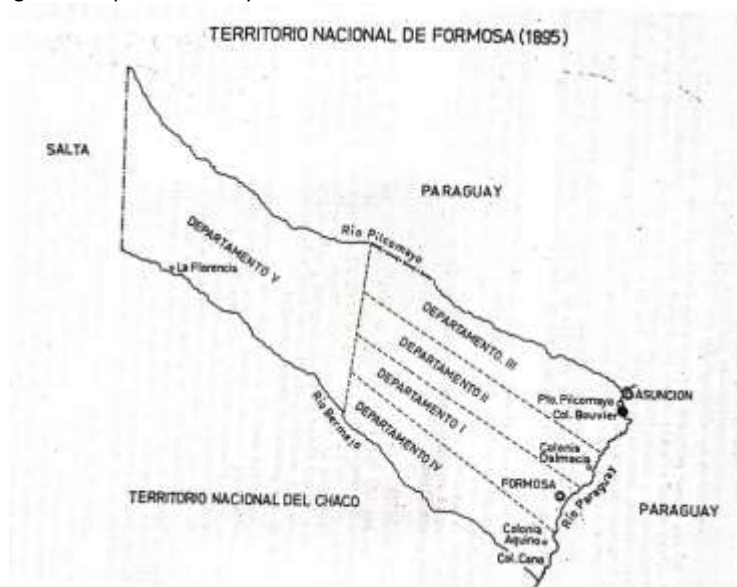 TERRITORIO NACIONAL DE FORMOSA (1895)
SALTA
PARAGUAY
Río Pilcomayo
DEPARTAMENTO V
La Florencia
DEPARTAMENTO. III
DEPARTAMENTO II
DEPARTAMENTO I
DEPARTAMENTO IV
ASUNCION
Pto. Pilcomayo
Col. Bouvier
Colonia
Dalmacia
Río Bermejo
FORMOSA
Río Paraguay
TERRITORIO NACIONAL DEL CHACO
PARAGUAY
Colonia
Aquino
Col. Cano